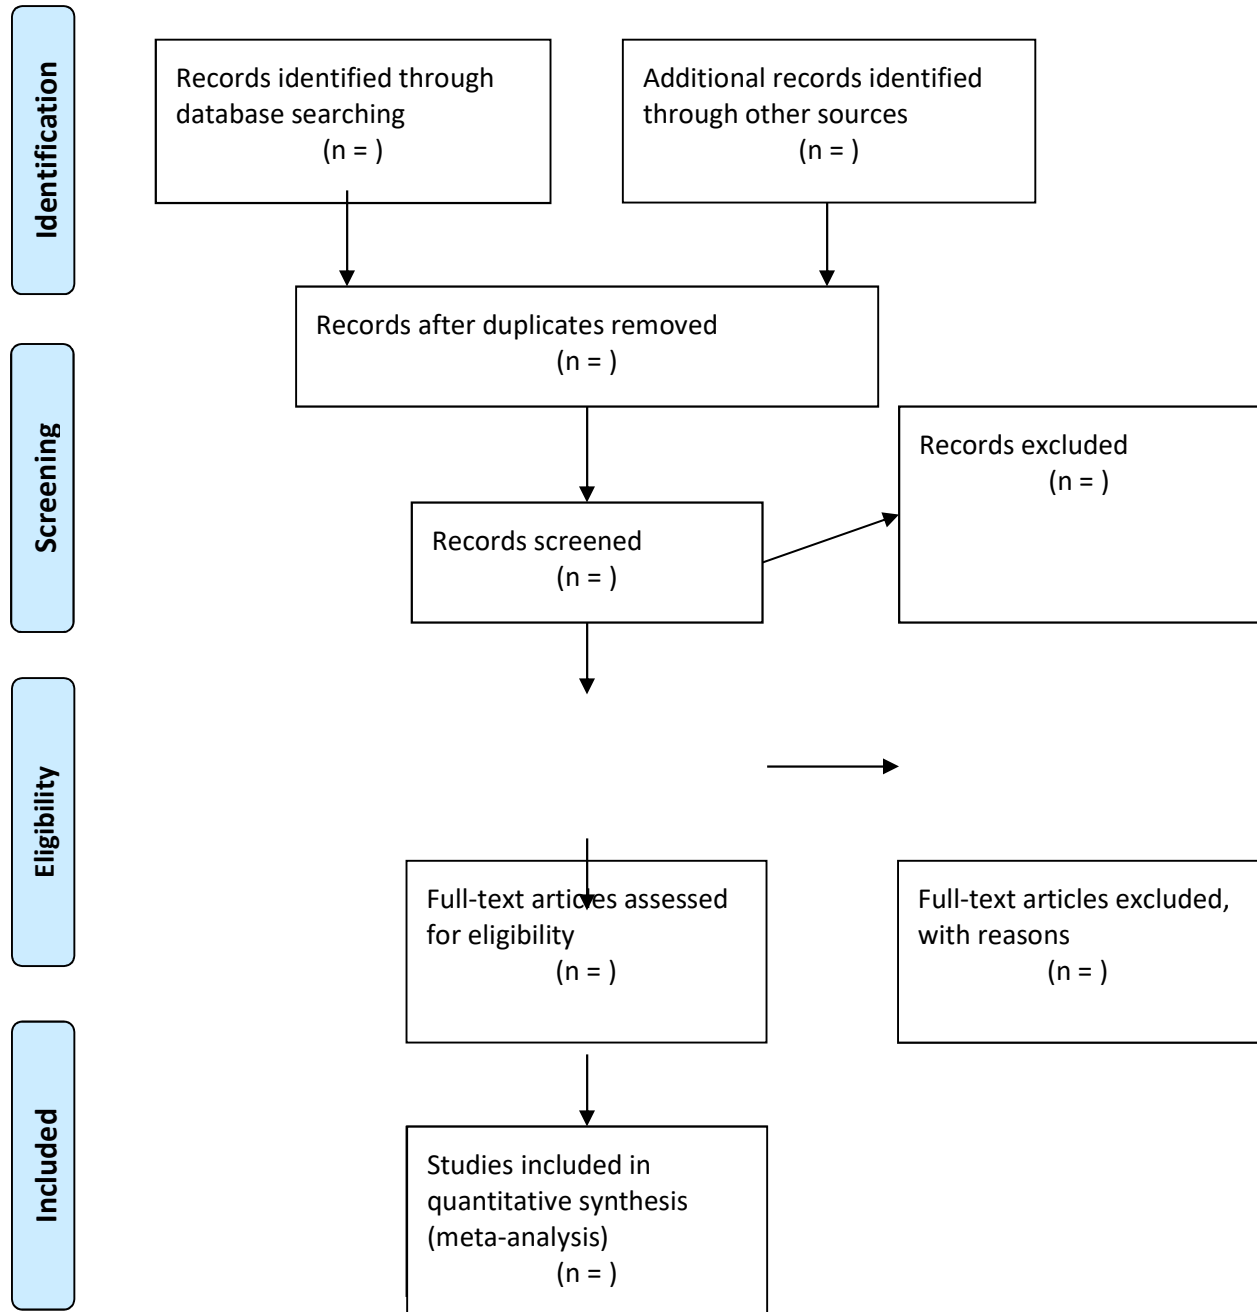 Identification
Records identified through
database searching
(n = )
Additional records identified
through other sources
(n = )
Records after duplicates removed
(n = )
Screening
Records excluded
(n = )
Records screened
(n = )
Eligibility
Full-text articles assessed
for eligibility
(n = )
Full-text articles excluded,
with reasons
(n = )
Included
Studies included in
quantitative synthesis
(meta-analysis)
(n = )